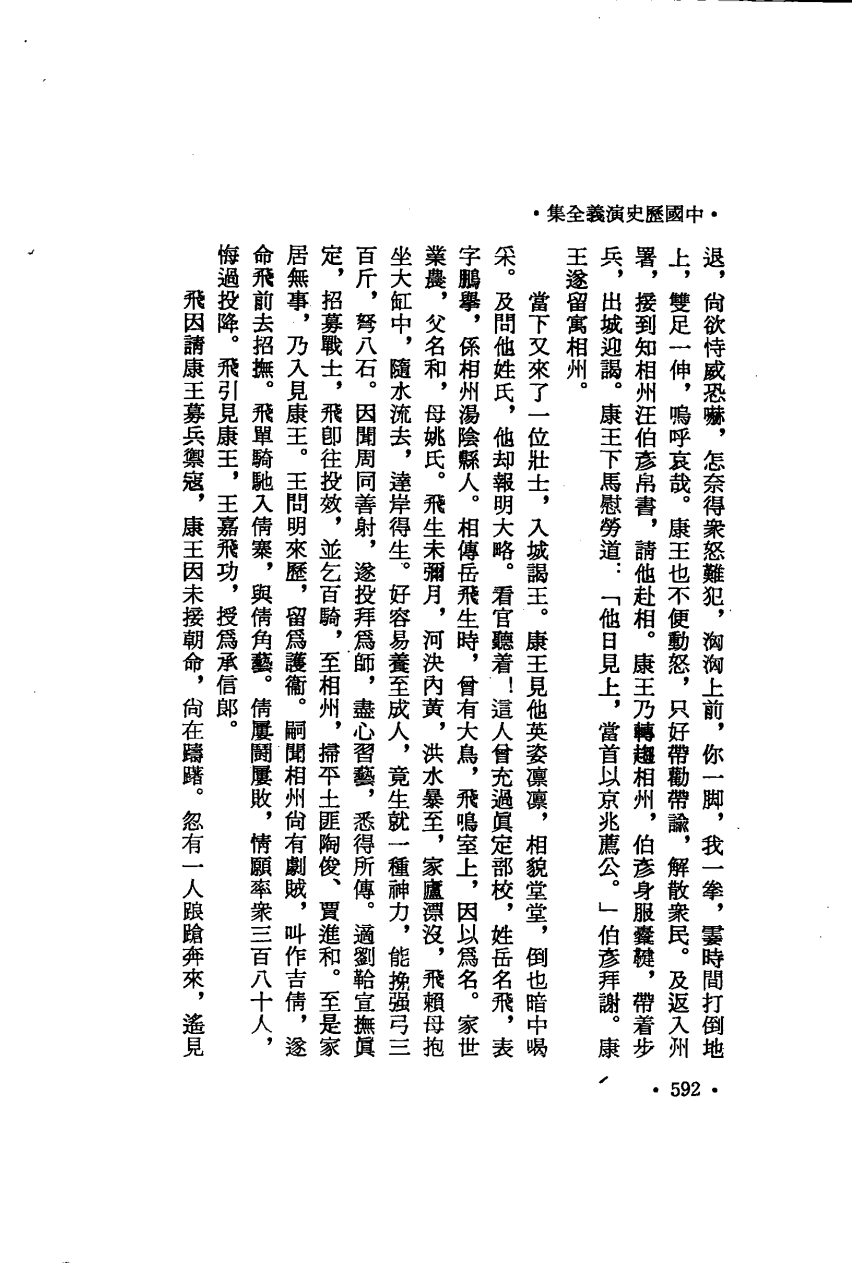 ·中國歷史演義全集·
退，尙欲恃威恐嚇，怎奈得衆怒難犯，洶洶上前，你一脚，我一拳，霎時間打倒地
上，雙足一伸，嗚呼哀哉。康王也不便動怒，只好帶勸帶諭，解散衆民。及返入州
署，接到知相州汪伯彥帛書，請他赴相。康王乃轉趨相州，伯彥身服櫜鞬，帶着步
兵，出城迎謁。康王下馬慰勞道：「他日見上，當首以京兆薦公。」伯彥拜謝。康
王遂留寓相州。
當下又來了一位壯士，入城謁王。康王見他英姿凜凜，相貌堂堂，倒也暗中喝
采。及問他姓氏，他却報明大略。看官聽着！這人曾充過眞定部校，姓岳名飛，表
字鵬舉，係相州湯陰縣人。相傳岳飛生時，曾有大鳥，飛鳴室上，因以爲名。家世
業農，父名和，母姚氏。飛生未彌月，河決內黃，洪水暴至，家廬漂沒，飛賴母抱
坐大缸中，隨水流去，達岸得生。好容易養至成人，竟生就一種神力，能挽强弓三
百斤，弩八石。因聞周同善射，遂投拜爲師，盡心習藝，悉得所傳。適劉韐宣撫眞
定，招募戰士，飛卽往投效，並乞百騎，至相州，掃平土匪陶俊、賈進和。至是家
居無事，乃入見康王。王問明來歷，留爲護衞。嗣聞相州尙有劇賊，叫作吉倩，遂
命飛前去招撫。飛單騎馳入倩寨，與倩角藝。倩屢鬭屢敗，情願率衆三百八十人，
悔過投降。飛引見康王，王嘉飛功，授爲承信郎。
飛因請康王募兵禦寇，康王因未接朝命，尙在躊躇。忽有一人踉蹌奔來，遙見
·592·